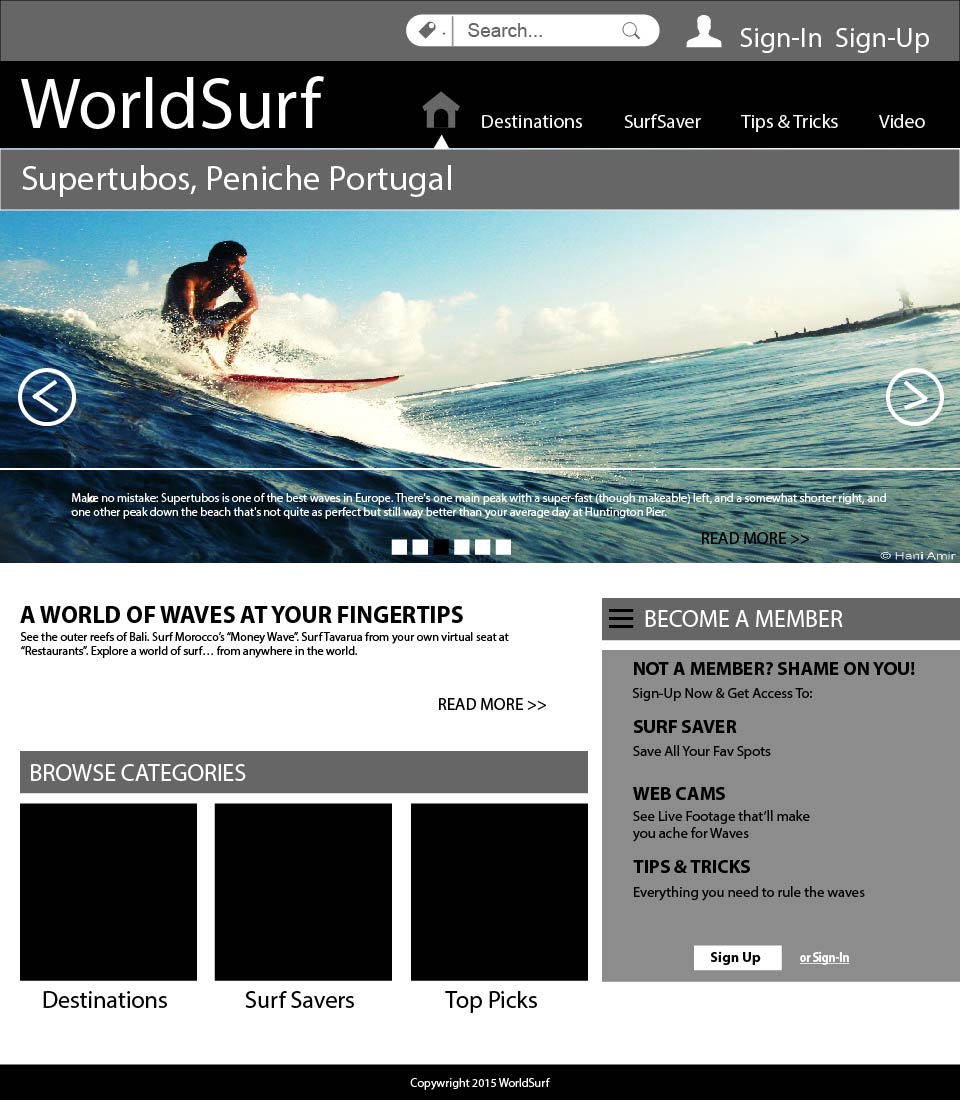 Search...
Sign-In Sign-Up
WorldSurf
Destinations SurfSaver Tips & Tricks Video
Supertubos, Peniche Portugal
Make no mistake: Supertubos is one of the best waves in Europe. There's one main peak with a super-fast (though makeable) left, and a somewhat shorter right, and
one other peak down the beach that's not quite as perfect but still way better than your average day at Huntington Pier.
READ MORE >>
© Hani Amir
A WORLD OF WAVES AT YOUR FINGERTIPS
See the outer reefs of Bali. Surf Morocco's “Money Wave”. Surf Tavarua from your own virtual seat at
“Restaurants”. Explore a world of surf… from anywhere in the world.
READ MORE >>
BROWSE CATEGORIES
Destinations Surf Savers Top Picks
BECOME A MEMBER
NOT A MEMBER? SHAME ON YOU!
Sign-Up Now & Get Access To:
SURF SAVER
Save All Your Fav Spots
WEB CAMS
See Live Footage that'll make
you ache for Waves
TIPS & TRICKS
Everything you need to rule the waves
Sign Up or Sign-In
Copywright 2015 WorldSurf